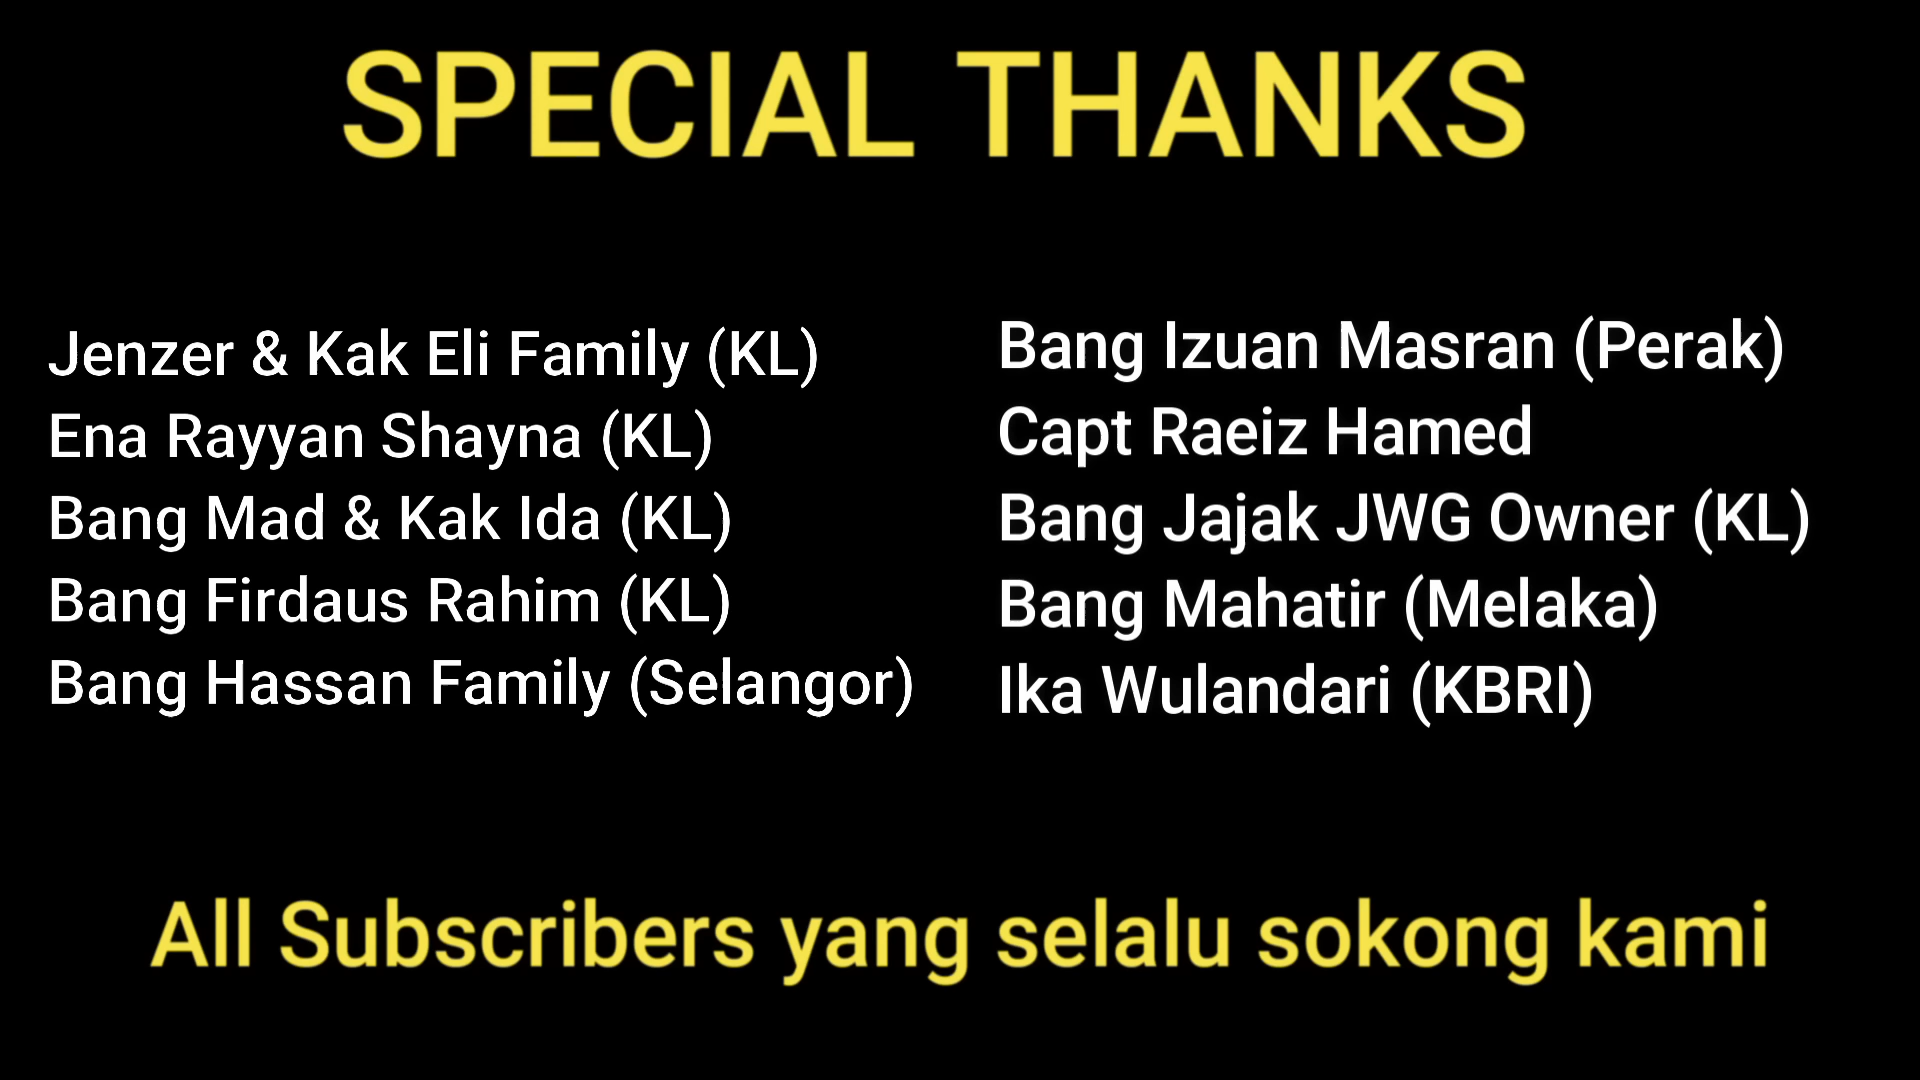 SPECIAL THANKS
Jenzer & Kak Eli Family (KL)
Ena Rayyan Shayna (KL)
Bang Mad & Kak Ida (KL)
Bang Firdaus Rahim (KL)
Bang Hassan Family (Selangor)
Bang Izuan Masran (Perak)
Capt Raeiz Hamed
Bang Jajak JWG Owner (KL)
Bang Mahatir (Melaka)
Ika Wulandari (KBRI)
All Subscribers yang selalu sokong kami